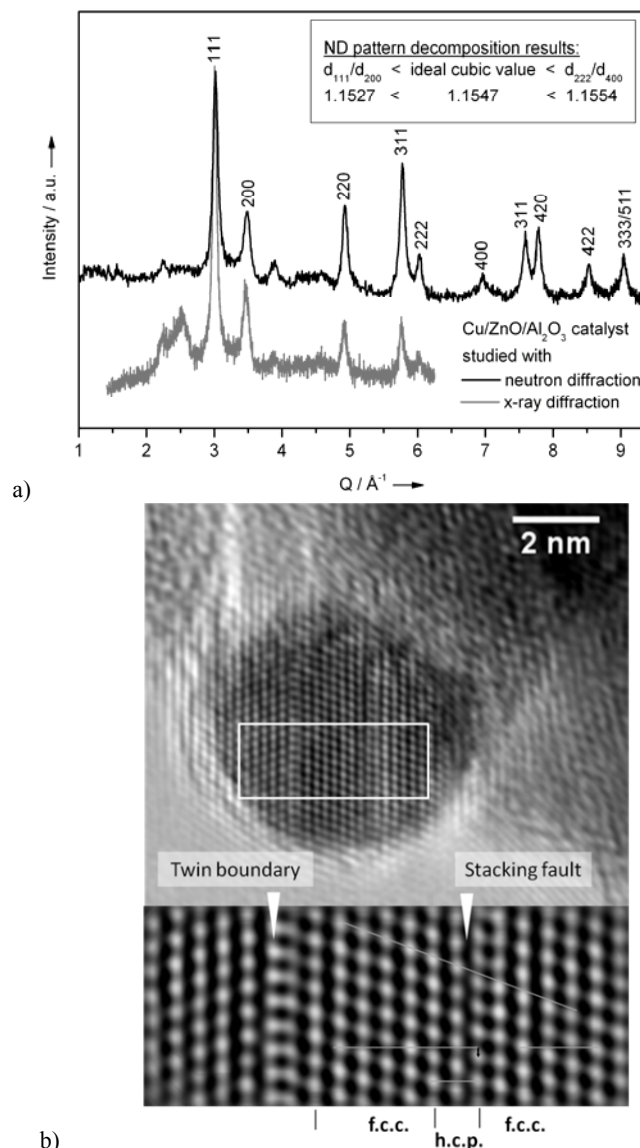 ND pattern decomposition results:
d111/d200 < ideal cubic value < d222/d400
1.1527 < 1.1547 < 1.1554
111
200
220
311
222
400
311
420
422
333/511
Intensity / a.u.
Cu/ZnO/Al2O3 catalyst
studied with
neutron diffraction
x-ray diffraction
1 2 3 4 5 6 7 8 9
Q / Å-1
a)
2 nm
Twin boundary
Stacking fault
f.c.c. h.c.p. f.c.c.
b)